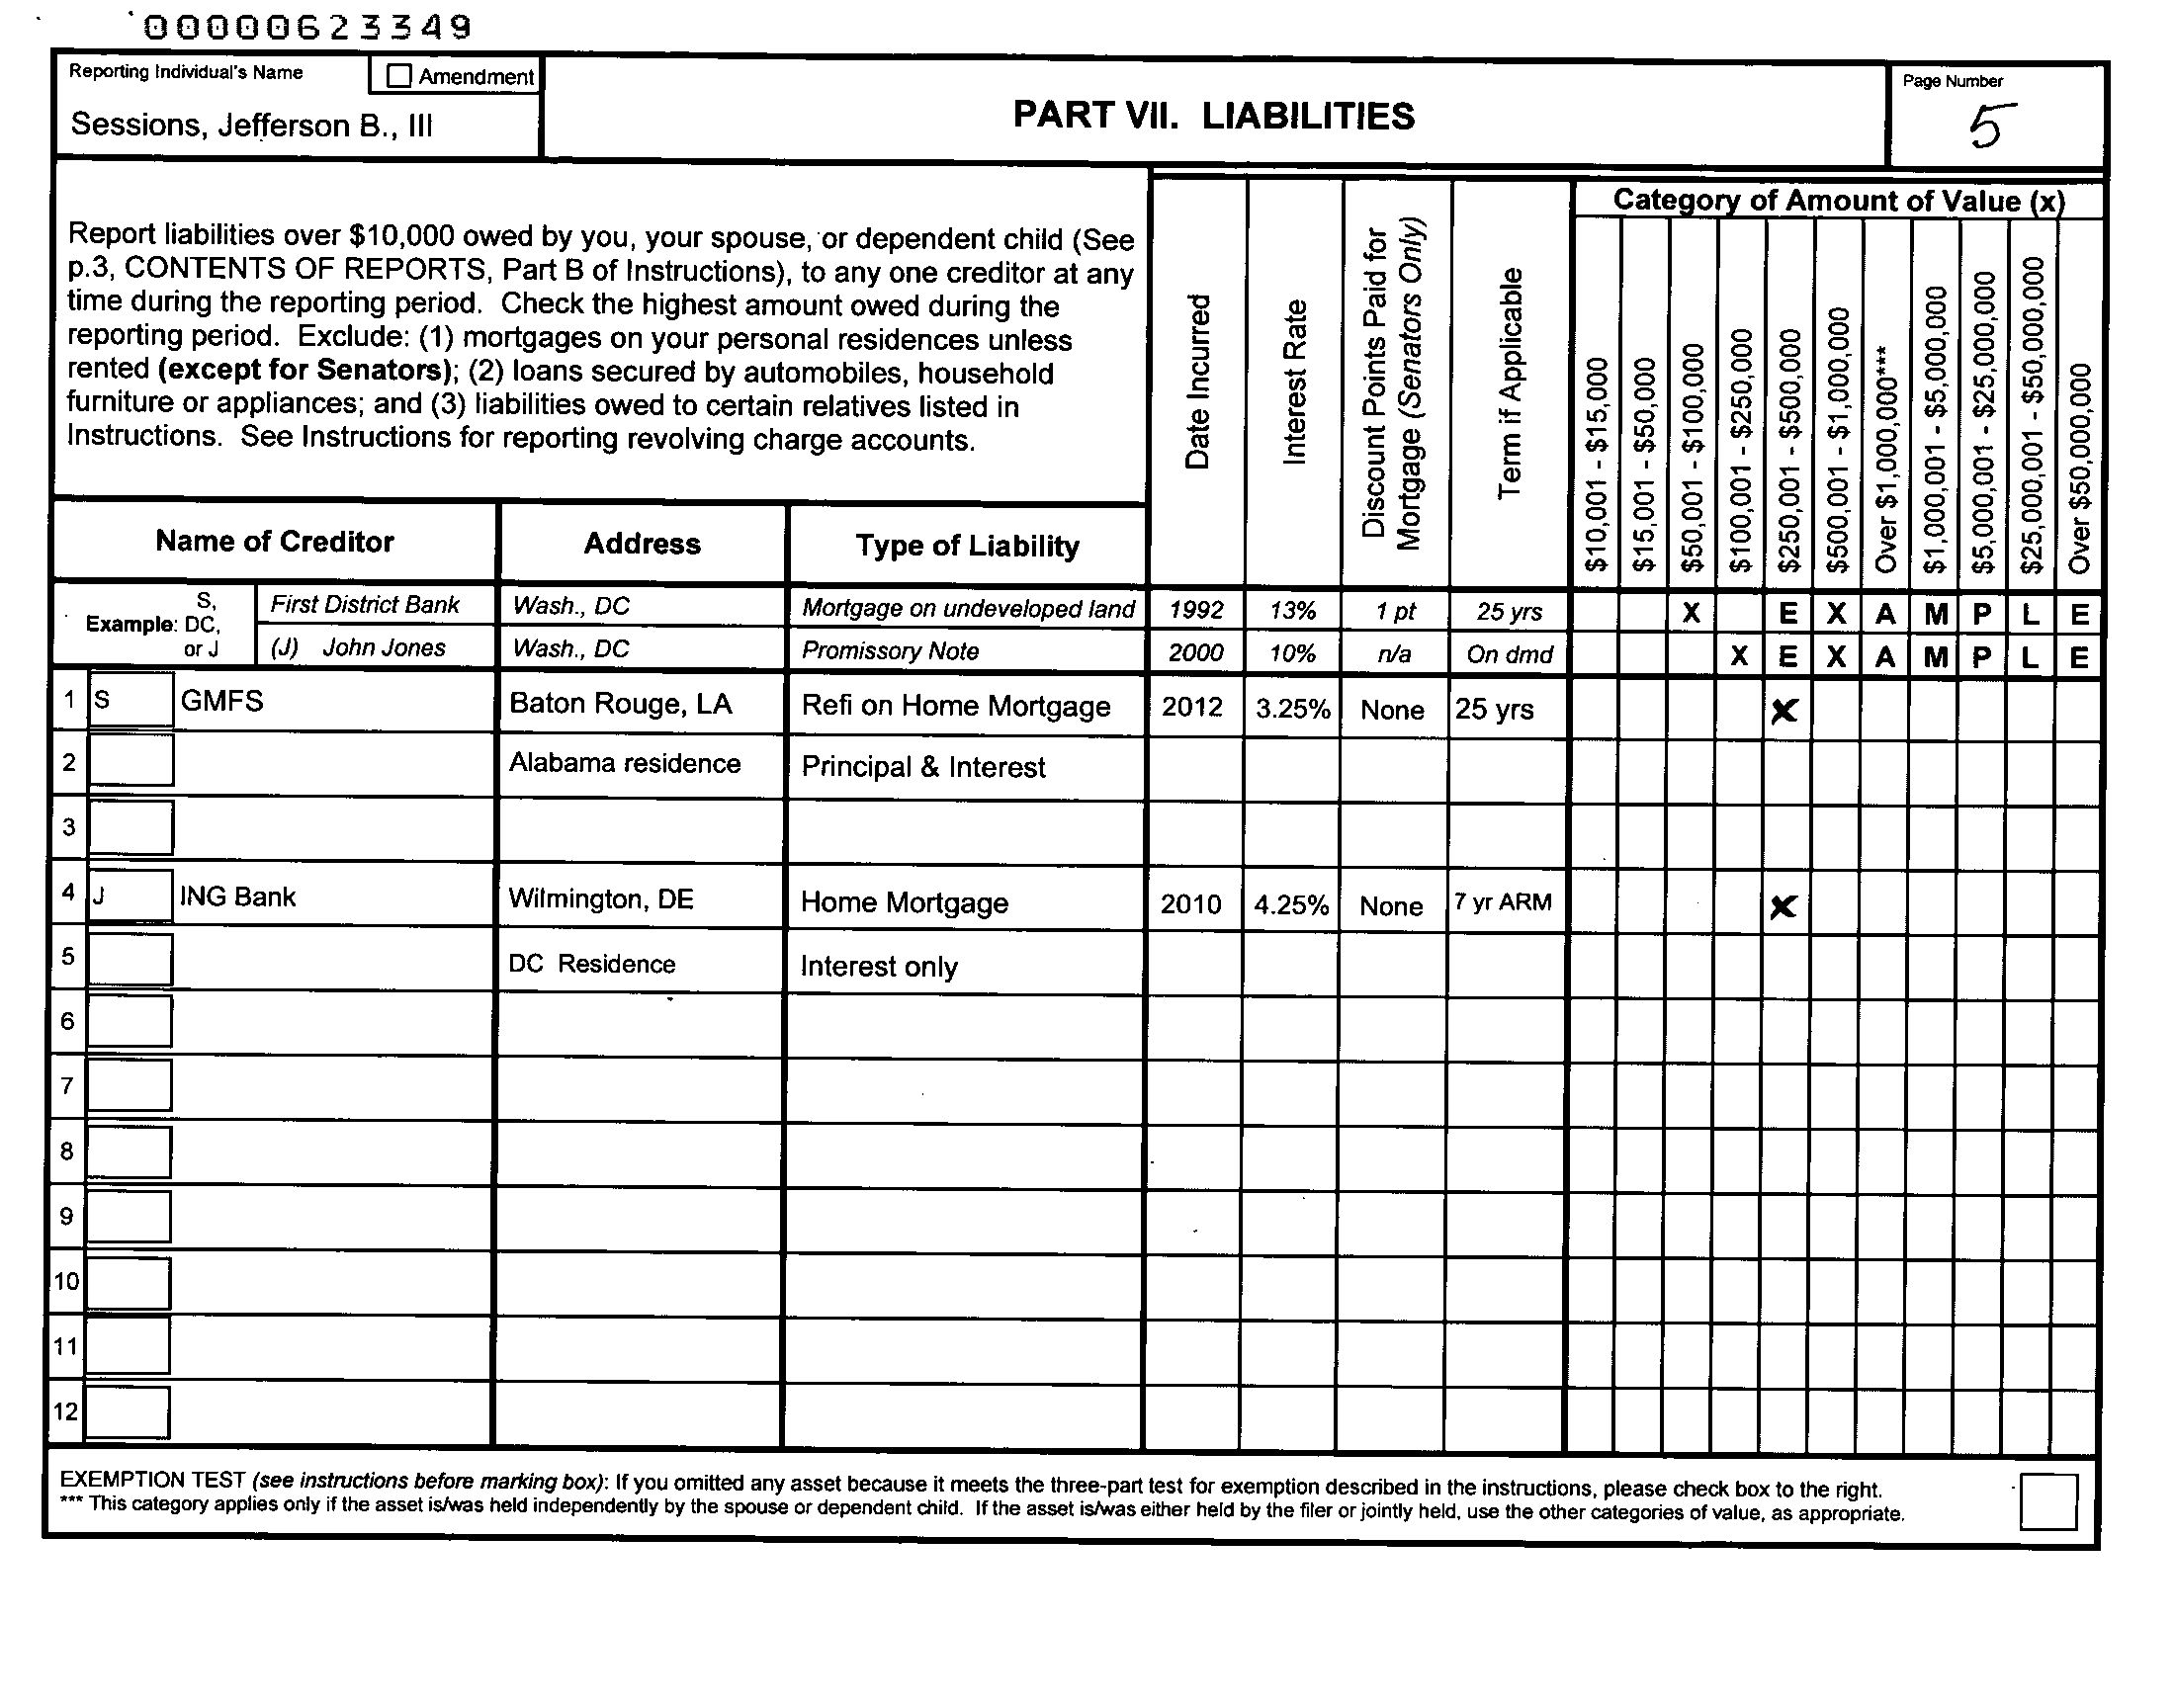 00000623349
Reporting Individual's Name
☐ Amendment
Sessions, Jefferson B., III
PART VII. LIABILITIES
Page Number
5
Report liabilities over $10,000 owed by you, your spouse, or dependent child (See
p.3, CONTENTS OF REPORTS, Part B of Instructions), to any one creditor at any
time during the reporting period. Check the highest amount owed during the
reporting period. Exclude: (1) mortgages on your personal residences unless
rented (except for Senators); (2) loans secured by automobiles, household
furniture or appliances; and (3) liabilities owed to certain relatives listed in
Instructions. See Instructions for reporting revolving charge accounts.
Name of Creditor
Address
Type of Liability
Date Incurred
Interest Rate
Discount Points Paid for
Mortgage (Senators Only)
Term if Applicable
Category of Amount of Value (x)
$10,001 - $15,000
$15,001 - $50,000
$50,001 - $100,000
$100,001 - $250,000
$250,001 - $500,000
$500,001 - $1,000,000
Over $1,000,000***
$1,000,001 - $5,000,000
$5,000,001 - $25,000,000
$25,000,001 - $50,000,000
Over $50,000,000
Example: S, DC, or J
First District Bank Wash., DC Mortgage on undeveloped land 1992 13% 1 pt 25 yrs X E X A M P L E
(J) John Jones Wash., DC Promissory Note 2000 10% n/a On dmd X E X A M P L E
1 S GMFS Baton Rouge, LA Refi on Home Mortgage 2012 3.25% None 25 yrs X
2 Alabama residence Principal & Interest
3
4 J ING Bank Wilmington, DE Home Mortgage 2010 4.25% None 7 yr ARM X
5 DC Residence Interest only
6
7
8
9
10
11
12
EXEMPTION TEST (see instructions before marking box): If you omitted any asset because it meets the three-part test for exemption described in the instructions, please check box to the right.
*** This category applies only if the asset is/was held independently by the spouse or dependent child. If the asset is/was either held by the filer or jointly held, use the other categories of value, as appropriate.